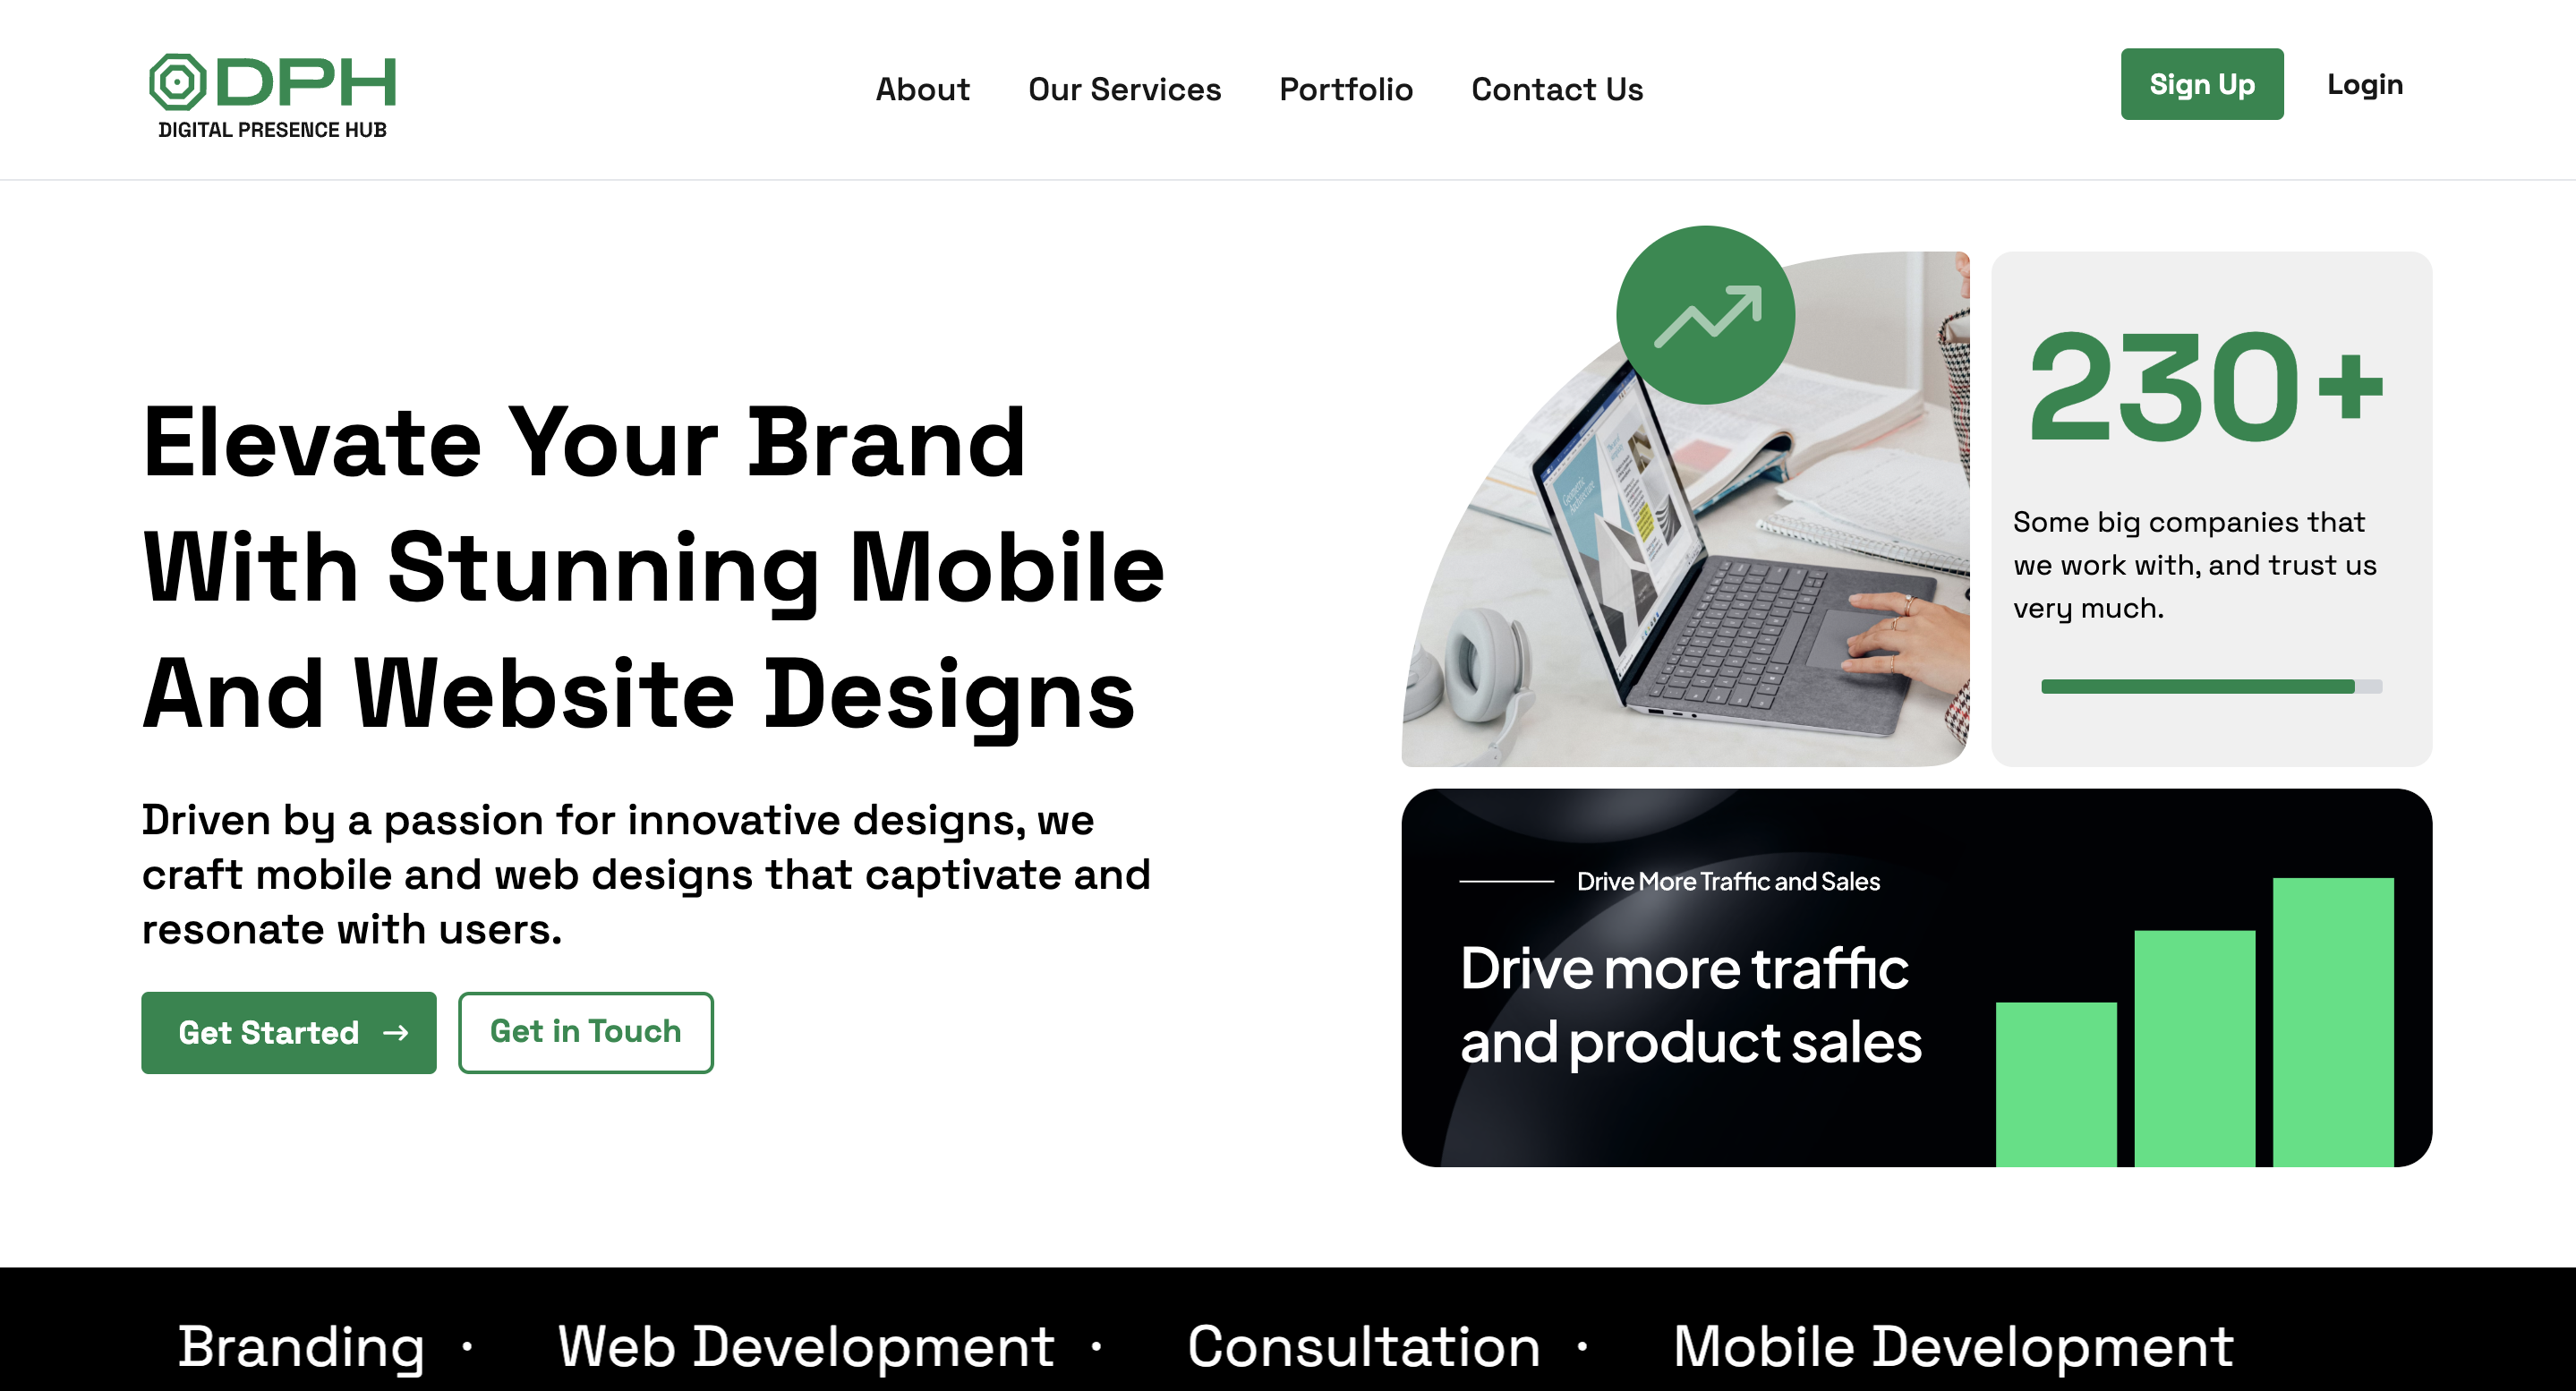 DPH
DIGITAL PRESENCE HUB
About
Our Services
Portfolio
Contact Us
Sign Up
Login
Elevate Your Brand
With Stunning Mobile
And Website Designs
Driven by a passion for innovative designs, we
craft mobile and web designs that captivate and
resonate with users.
Get Started →
Get in Touch
230+
Some big companies that
we work with, and trust us
very much.
Drive More Traffic and Sales
Drive more traffic
and product sales
Branding · Web Development · Consultation · Mobile Development